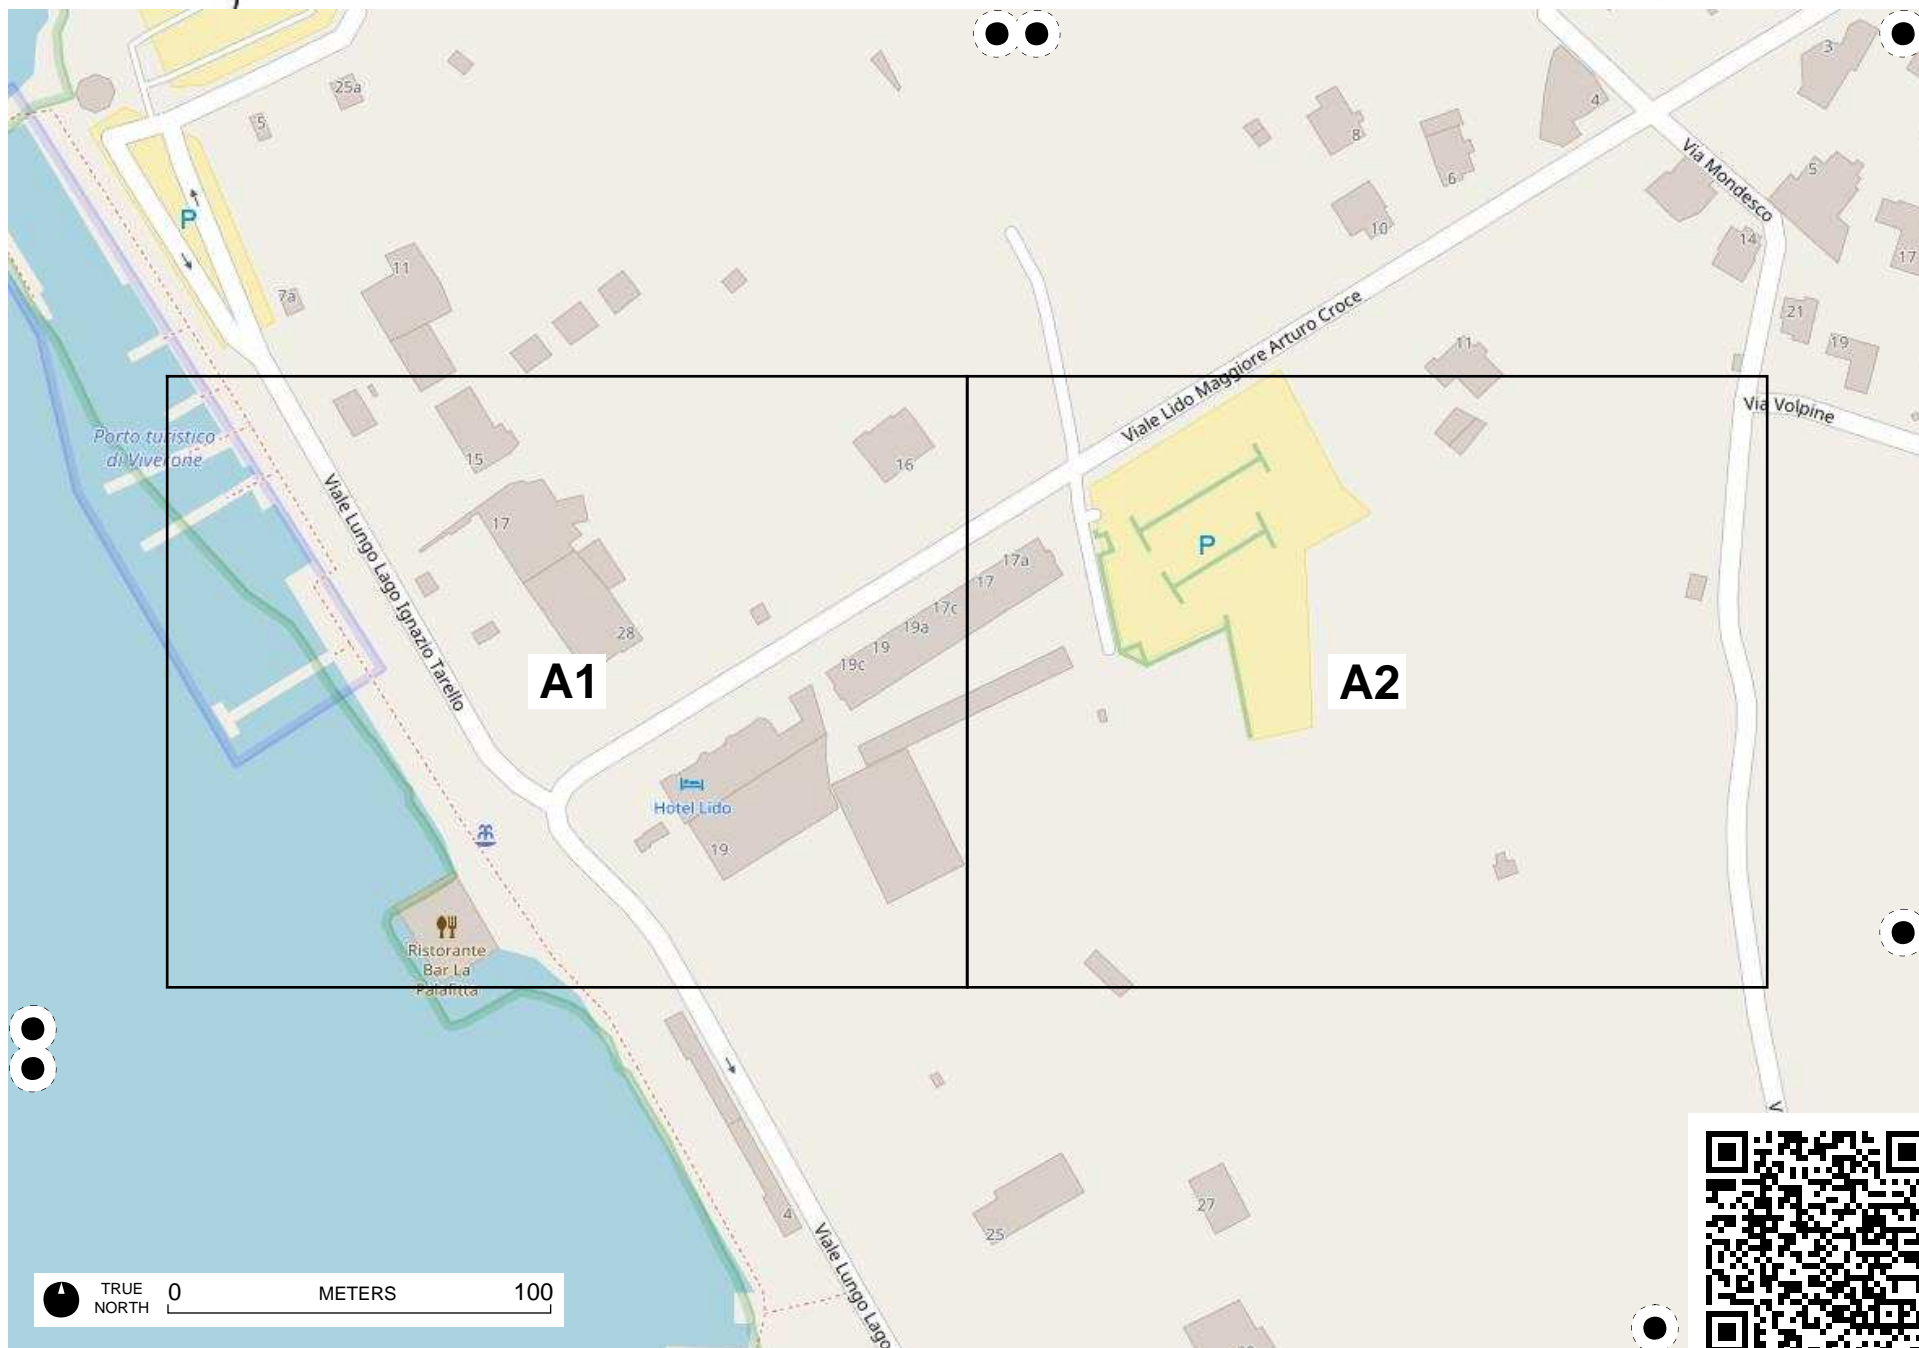 25a
5
3
4
8
6
Via Mondesco
5
10
14
17
P
11
7a
21
19
11
Viale Lido Maggiore Arturo Croce
Via Volpine
Porto turistico
di Viverone
15
16
Viale Lungo Lago Ignazio Tarello
17
P
17a
17
17c
19a
19
19c
28
A1
A2
Hotel Lido
19
Ristorante
Bar La
Palafitta
V
4
25
27
Viale Lungo Lago
TRUE
NORTH
0 METERS 100